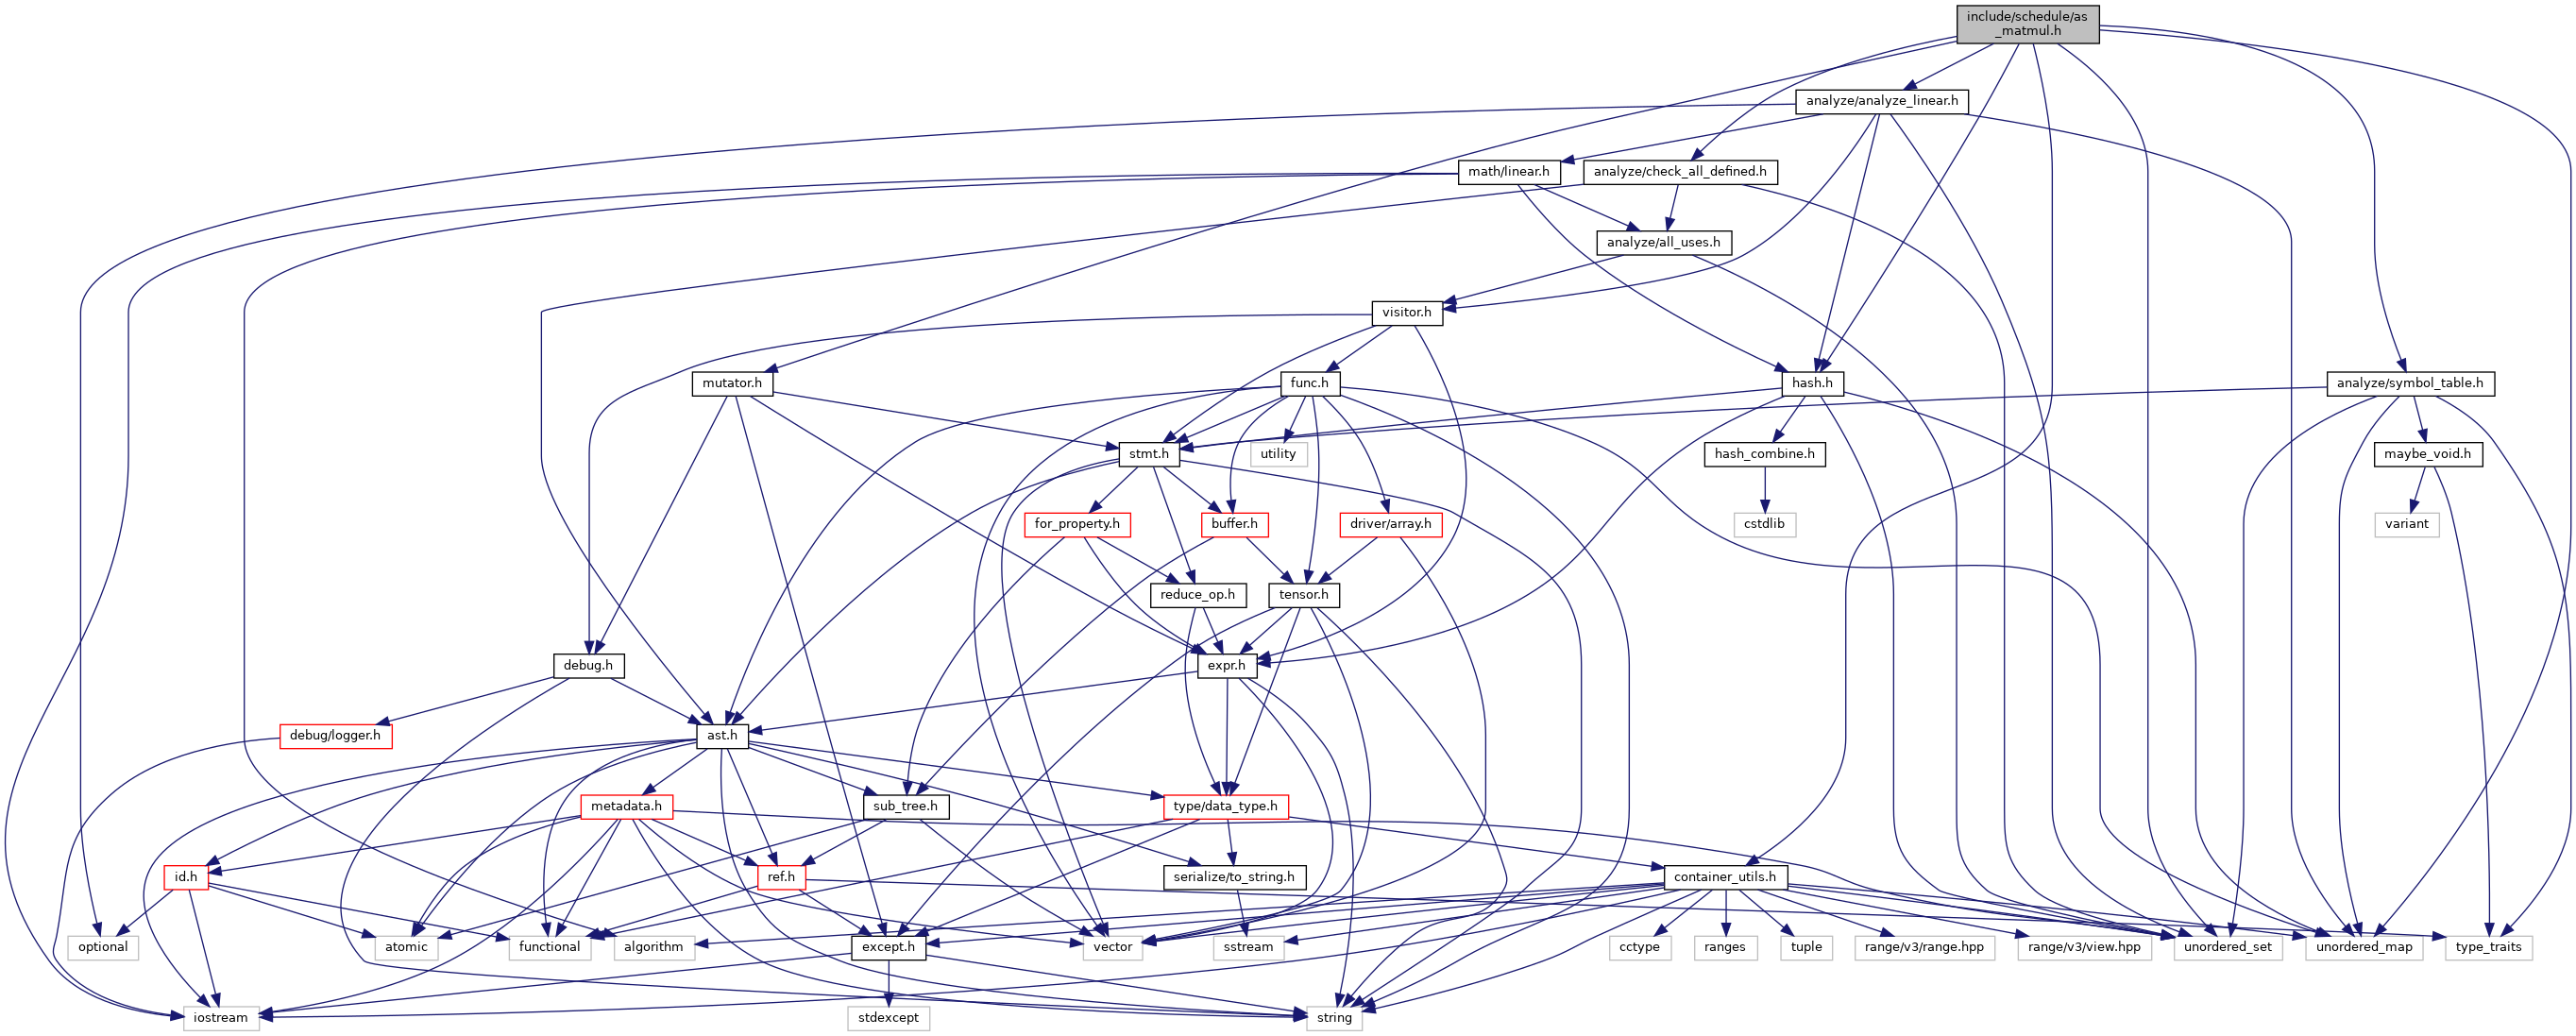 include/schedule/as
_matmul.h
analyze/analyze_linear.h
math/linear.h
analyze/check_all_defined.h
analyze/all_uses.h
visitor.h
mutator.h
func.h
hash.h
analyze/symbol_table.h
stmt.h
utility
hash_combine.h
maybe_void.h
for_property.h
buffer.h
driver/array.h
cstdlib
variant
reduce_op.h
tensor.h
debug.h
expr.h
debug/logger.h
ast.h
metadata.h
sub_tree.h
type/data_type.h
id.h
ref.h
serialize/to_string.h
container_utils.h
optional
atomic
functional
algorithm
except.h
vector
sstream
cctype
ranges
tuple
range/v3/range.hpp
range/v3/view.hpp
unordered_set
unordered_map
type_traits
iostream
stdexcept
string